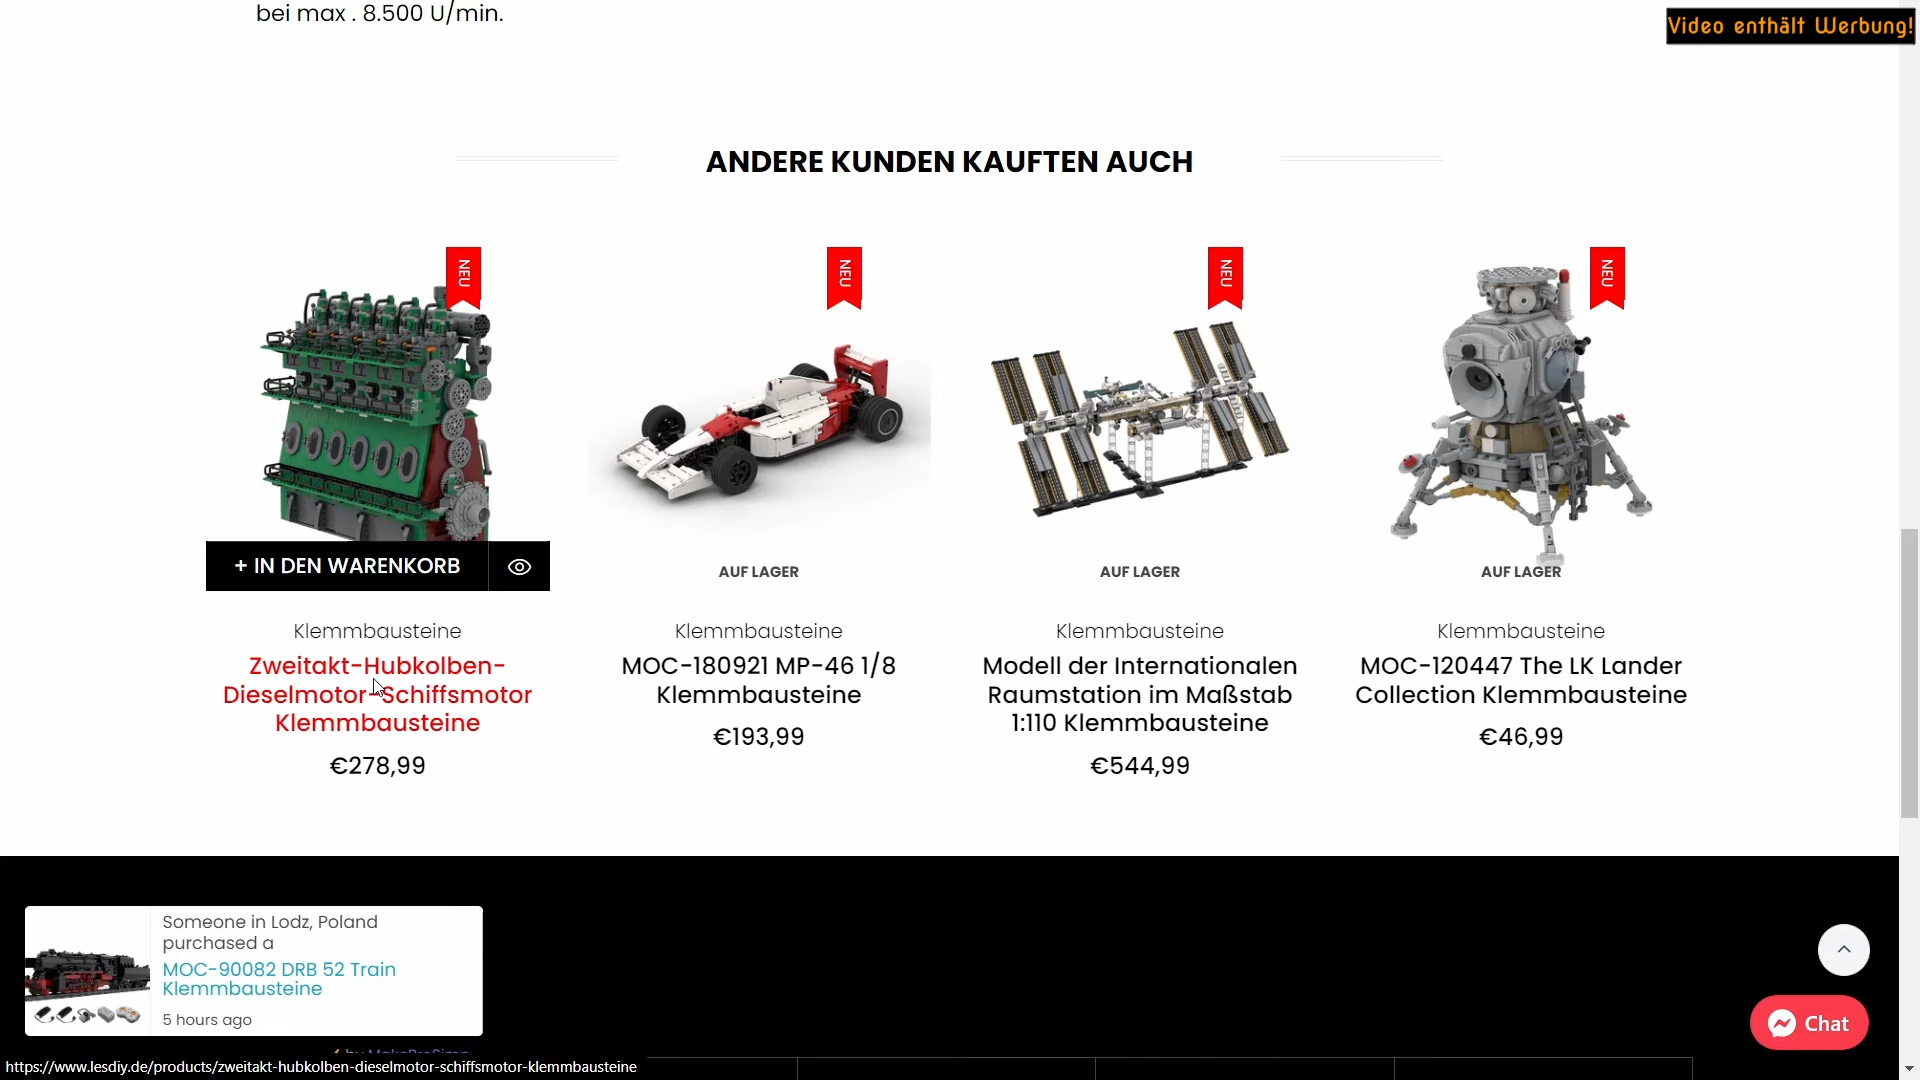 bei max . 8.500 U/min.
Video enthält Werbung!
ANDERE KUNDEN KAUFTEN AUCH
NEU
NEU
NEU
NEU
+ IN DEN WARENKORB
AUF LAGER
AUF LAGER
AUF LAGER
Klemmbausteine
Zweitakt-Hubkolben-
Dieselmotor-Schiffsmotor
Klemmbausteine
€278,99
Klemmbausteine
MOC-180921 MP-46 1/8
Klemmbausteine
€193,99
Klemmbausteine
Modell der Internationalen
Raumstation im Maßstab
1:110 Klemmbausteine
€544,99
Klemmbausteine
MOC-120447 The LK Lander
Collection Klemmbausteine
€46,99
Someone in Lodz, Poland
purchased a
MOC-90082 DRB 52 Train
Klemmbausteine
5 hours ago
Chat
https://www.lesdiy.de/products/zweitakt-hubkolben-dieselmotor-schiffsmotor-klemmbausteine